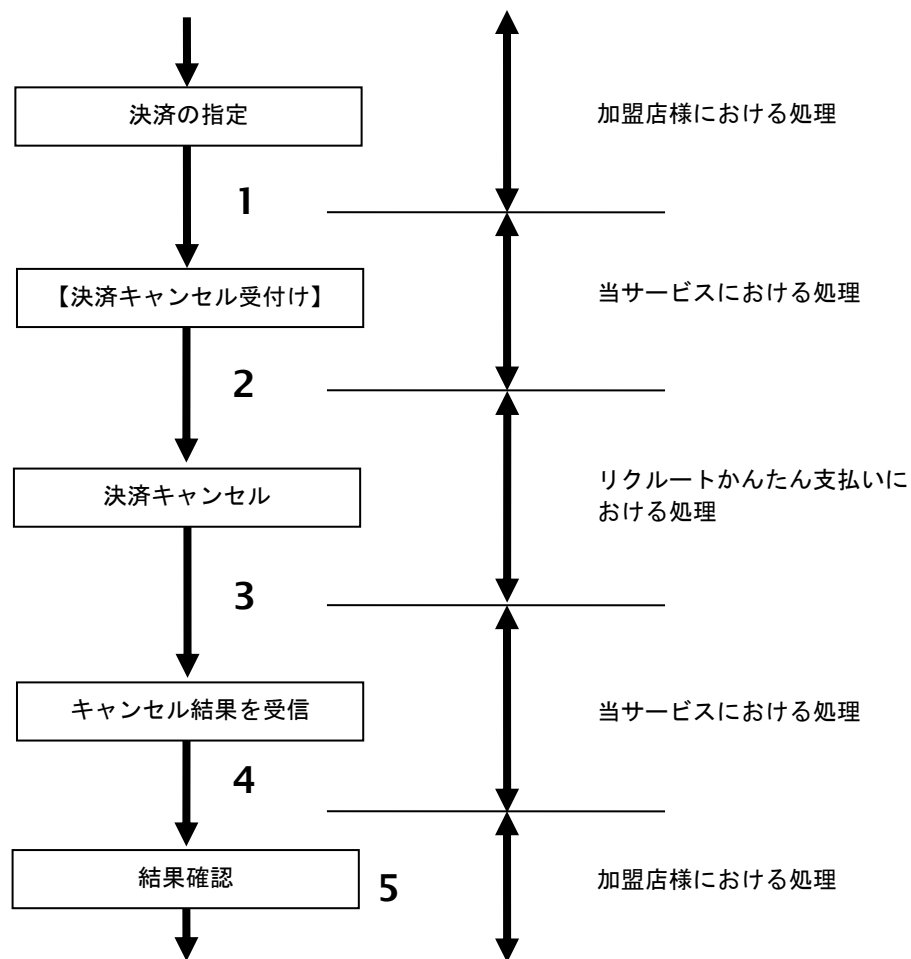 決済の指定
加盟店様における処理
1
【決済キャンセル受付け】
当サービスにおける処理
2
決済キャンセル
リクルートかんたん支払いに
おける処理
3
キャンセル結果を受信
当サービスにおける処理
4
結果確認
5
加盟店様における処理